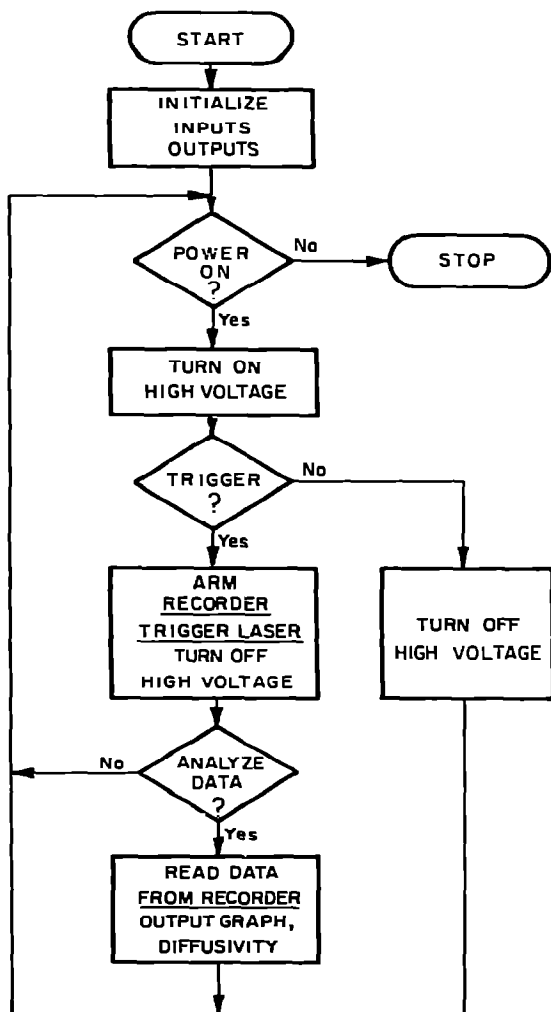 START
INITIALIZE
INPUTS
OUTPUTS
POWER
ON
?
No
STOP
Yes
TURN ON
HIGH VOLTAGE
TRIGGER
?
No
Yes
ARM
RECORDER
TRIGGER LASER
TURN OFF
HIGH VOLTAGE
TURN OFF
HIGH VOLTAGE
No
ANALYZE
DATA
?
Yes
READ DATA
FROM RECORDER
OUTPUT GRAPH,
DIFFUSIVITY